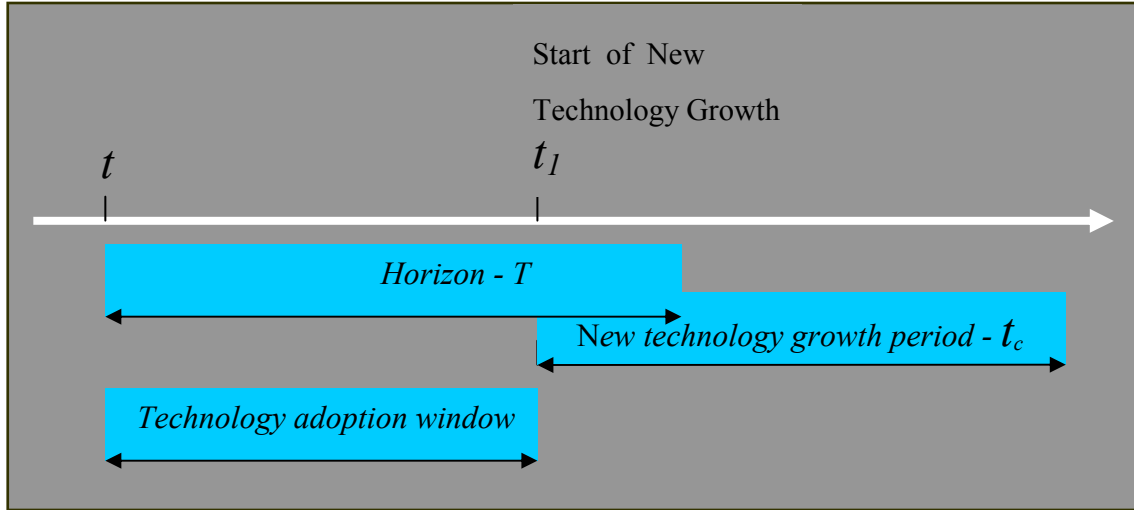 Start of New
Technology Growth
t
t1
Horizon - T
New technology growth period - tc
Technology adoption window